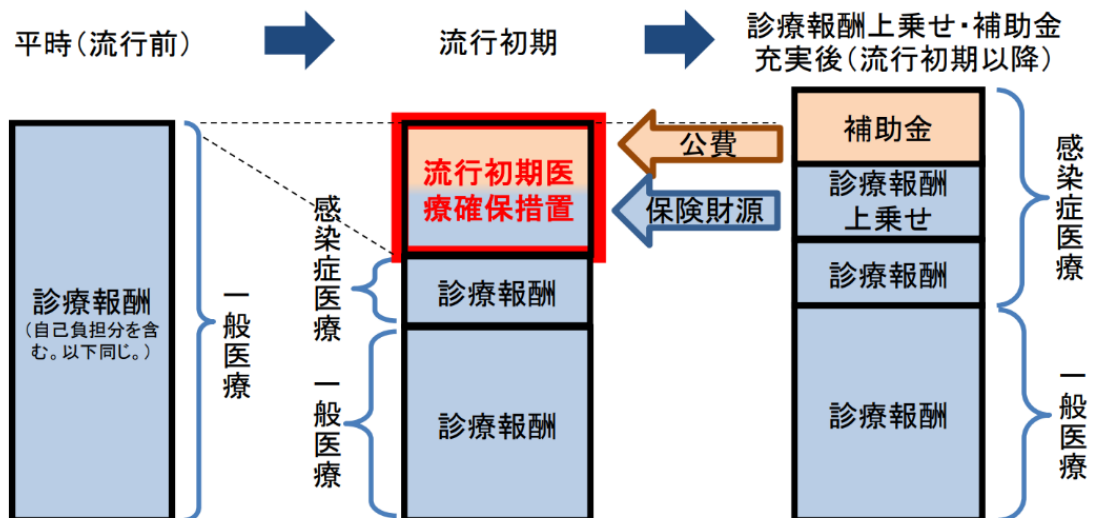 平時(流行前)
流行初期
診療報酬上乗せ・補助金
充実後(流行初期以降)
診療報酬
(自己負担分を含
む。以下同じ。)
一般医療
流行初期医
療確保措置
感染症医療
診療報酬
一般医療
診療報酬
公費
保険財源
補助金
診療報酬
上乗せ
診療報酬
感染症医療
診療報酬
一般医療